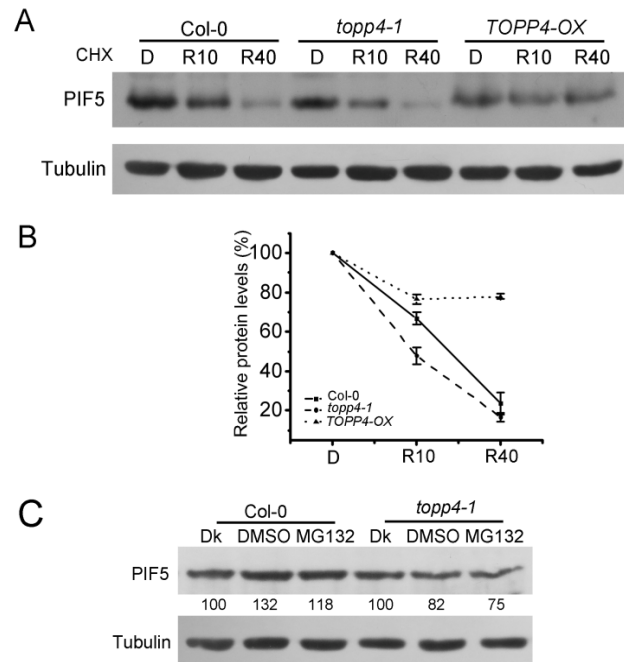 A
Col-0 topp4-1 TOPP4-OX
CHX D R10 R40 D R10 R40 D R10 R40
PIF5
Tubulin
B
Relative protein levels (%)
100
80
60
40
20
Col-0
topp4-1
TOPP4-OX
D R10 R40
C
Col-0 topp4-1
Dk DMSO MG132 Dk DMSO MG132
PIF5
100 132 118 100 82 75
Tubulin